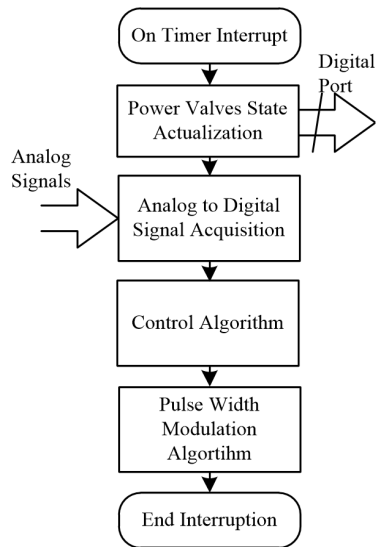 On Timer Interrupt
Digital
Port
Power Valves State
Actualization
Analog
Signals
Analog to Digital
Signal Acquisition
Control Algorithm
Pulse Width
Modulation
Algortihm
End Interruption